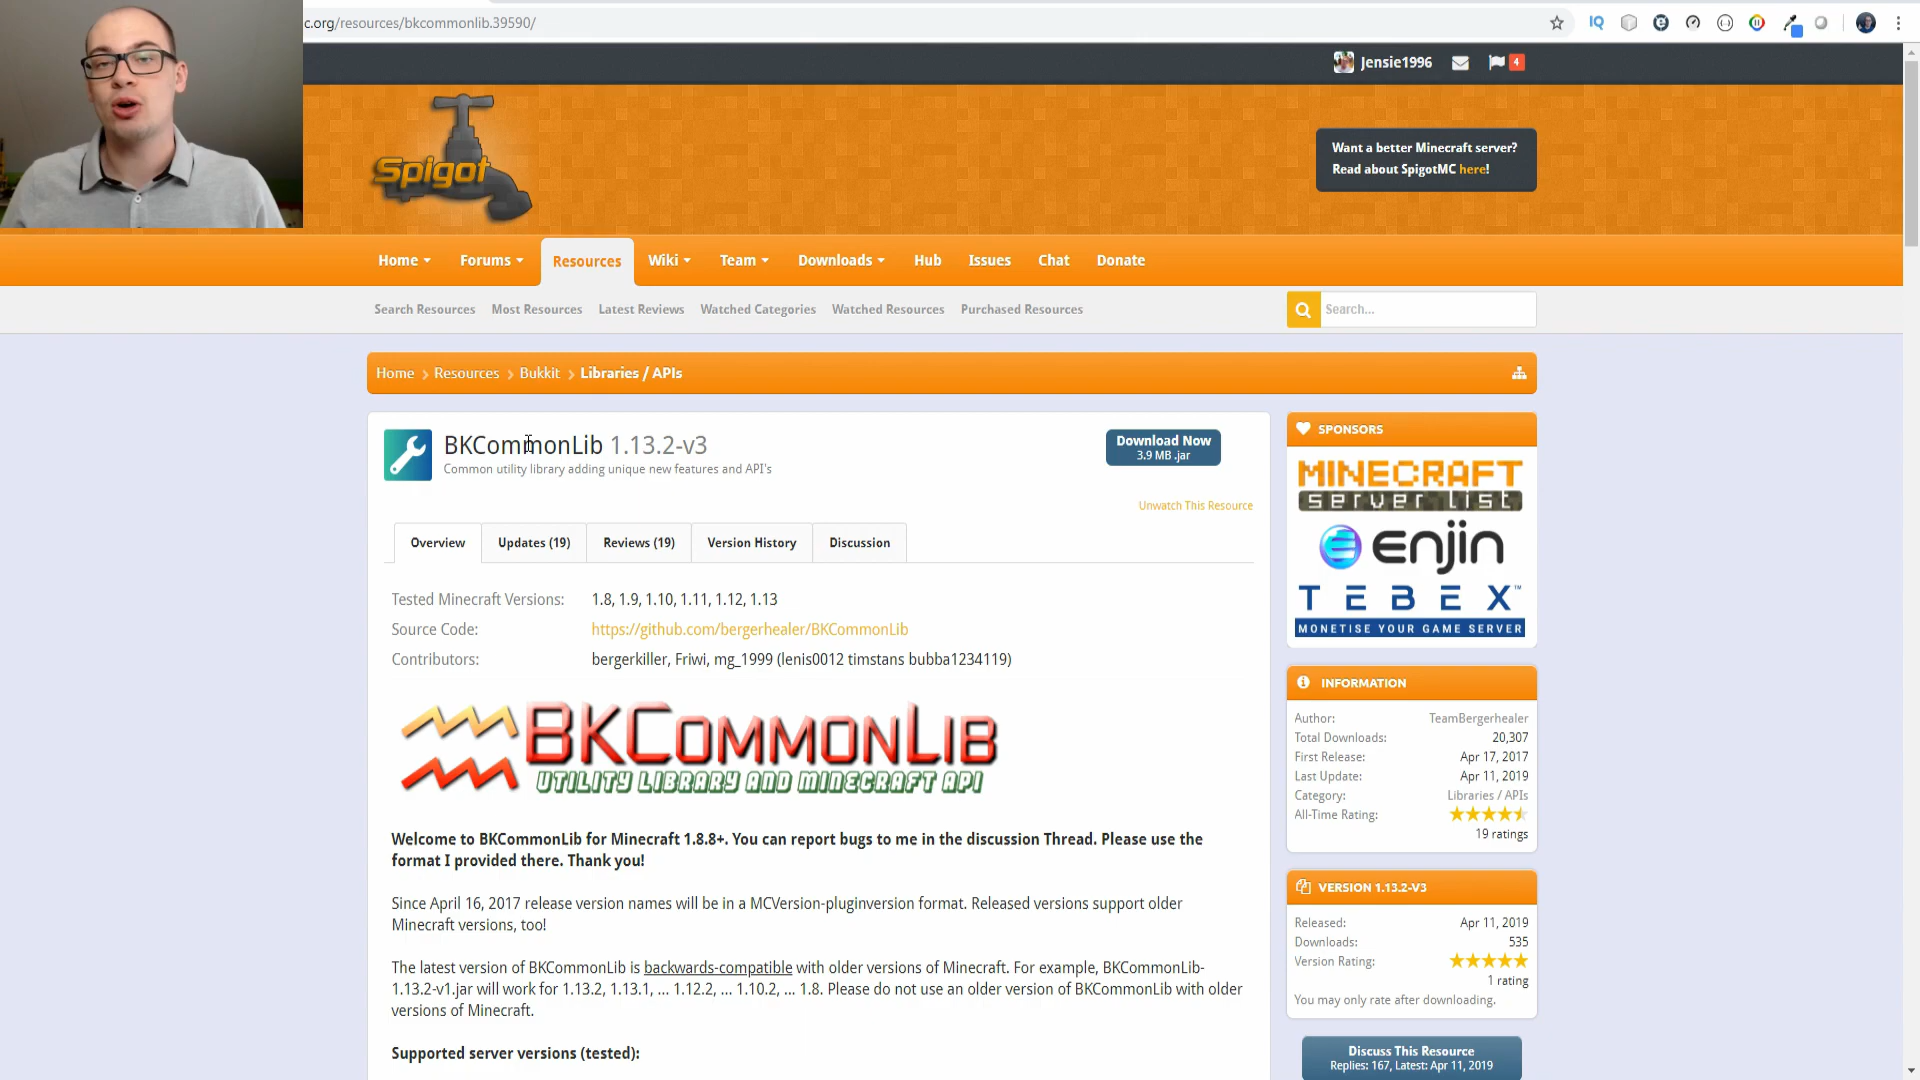 c.org/resources/bkcommonlib.39590/
IQ
Jensie1996
4
Spigot
Want a better Minecraft server?
Read about SpigotMC here!
Home
Forums
Resources
Wiki
Team
Downloads
Hub
Issues
Chat
Donate
Search Resources
Most Resources
Latest Reviews
Watched Categories
Watched Resources
Purchased Resources
Search...
Home
Resources
Bukkit
Libraries / APIs
BKCommonLib 1.13.2-v3
Common utility library adding unique new features and API's
Download Now
3.9 MB .jar
Unwatch This Resource
Overview
Updates (19)
Reviews (19)
Version History
Discussion
Tested Minecraft Versions: 1.8, 1.9, 1.10, 1.11, 1.12, 1.13
Source Code: https://github.com/bergerhealer/BKCommonLib
Contributors: bergerkiller, Friwi, mg_1999 (lenis0012 timstans bubba1234119)
BKCOMMONLIB
UTILITY LIBRARY AND MINECRAFT API
Welcome to BKCommonLib for Minecraft 1.8.8+. You can report bugs to me in the discussion Thread. Please use the
format I provided there. Thank you!
Since April 16, 2017 release version names will be in a MCVersion-pluginversion format. Released versions support older
Minecraft versions, too!
The latest version of BKCommonLib is backwards-compatible with older versions of Minecraft. For example, BKCommonLib-
1.13.2-v1.jar will work for 1.13.2, 1.13.1, ... 1.12.2, ... 1.10.2, ... 1.8. Please do not use an older version of BKCommonLib with older
versions of Minecraft.
Supported server versions (tested):
SPONSORS
MINECRAFT
server list
enjin
TEBEX™
MONETISE YOUR GAME SERVER
INFORMATION
Author: TeamBergerhealer
Total Downloads: 20,307
First Release: Apr 17, 2017
Last Update: Apr 11, 2019
Category: Libraries / APIs
All-Time Rating:
19 ratings
VERSION 1.13.2-V3
Released: Apr 11, 2019
Downloads: 535
Version Rating:
1 rating
You may only rate after downloading.
Discuss This Resource
Replies: 167, Latest: Apr 11, 2019